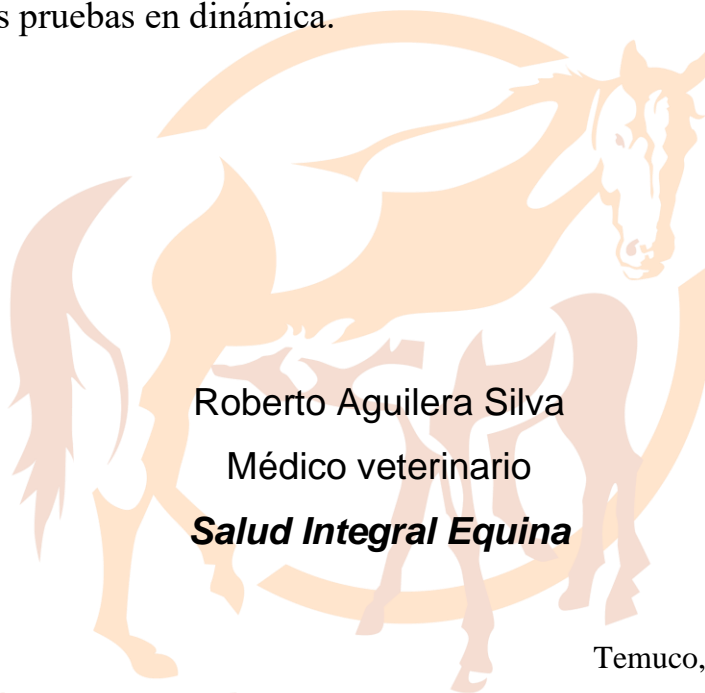 s pruebas en dinámica.
Roberto Aguilera Silva
Médico veterinario
Salud Integral Equina
Temuco,